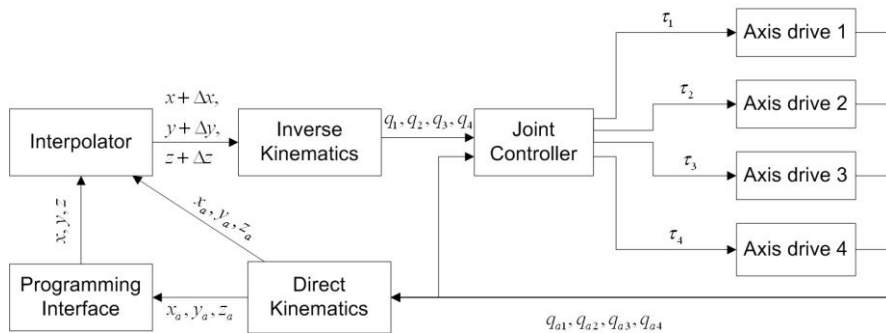 τ₁
Axis drive 1
x + Δx,
y + Δy,
z + Δz
τ₂
Axis drive 2
Interpolator
Inverse
Kinematics
q₁, q₂, q₃, q₄
Joint
Controller
τ₃
Axis drive 3
x, y, z
xₐ, yₐ, zₐ
τ₄
Axis drive 4
Programming
Interface
xₐ, yₐ, zₐ
Direct
Kinematics
qₐ₁, qₐ₂, qₐ₃, qₐ₄